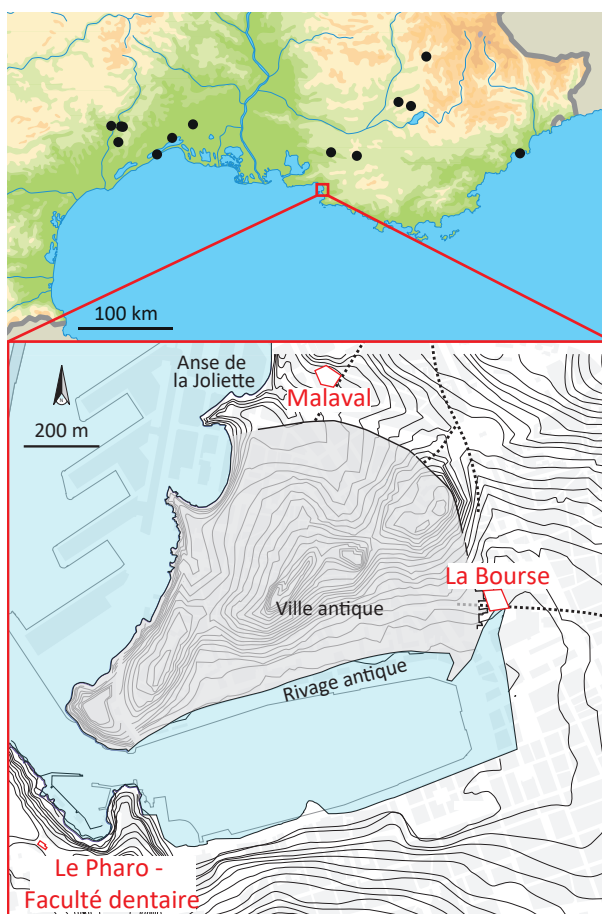 100 km
Anse de
la Joliette
Malaval
200 m
La Bourse
Ville antique
Rivage antique
Le Pharo -
Faculté dentaire